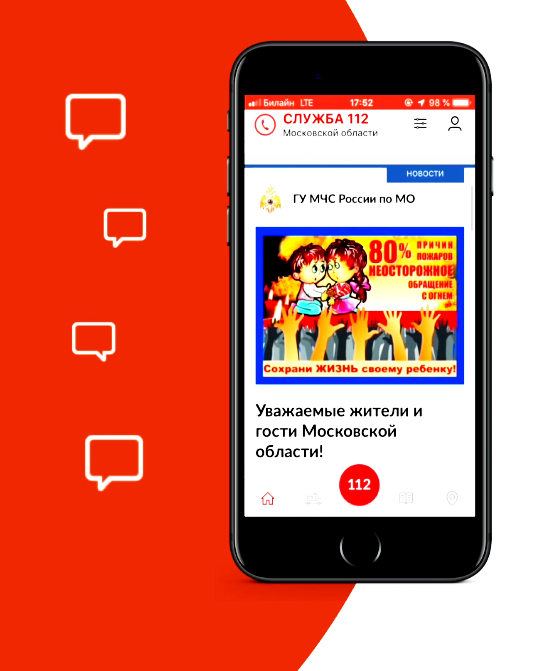 Билайн LTE 17:52 98 %
СЛУЖБА 112
Московской области
НОВОСТИ
ГУ МЧС России по МО
80% ПРИЧИН
ПОЖАРОВ
НЕОСТОРОЖНОЕ
ОБРАЩЕНИЕ
С ОГНЕМ
Сохрани ЖИЗНЬ своему ребенку!
Уважаемые жители и
гости Московской
области!
112